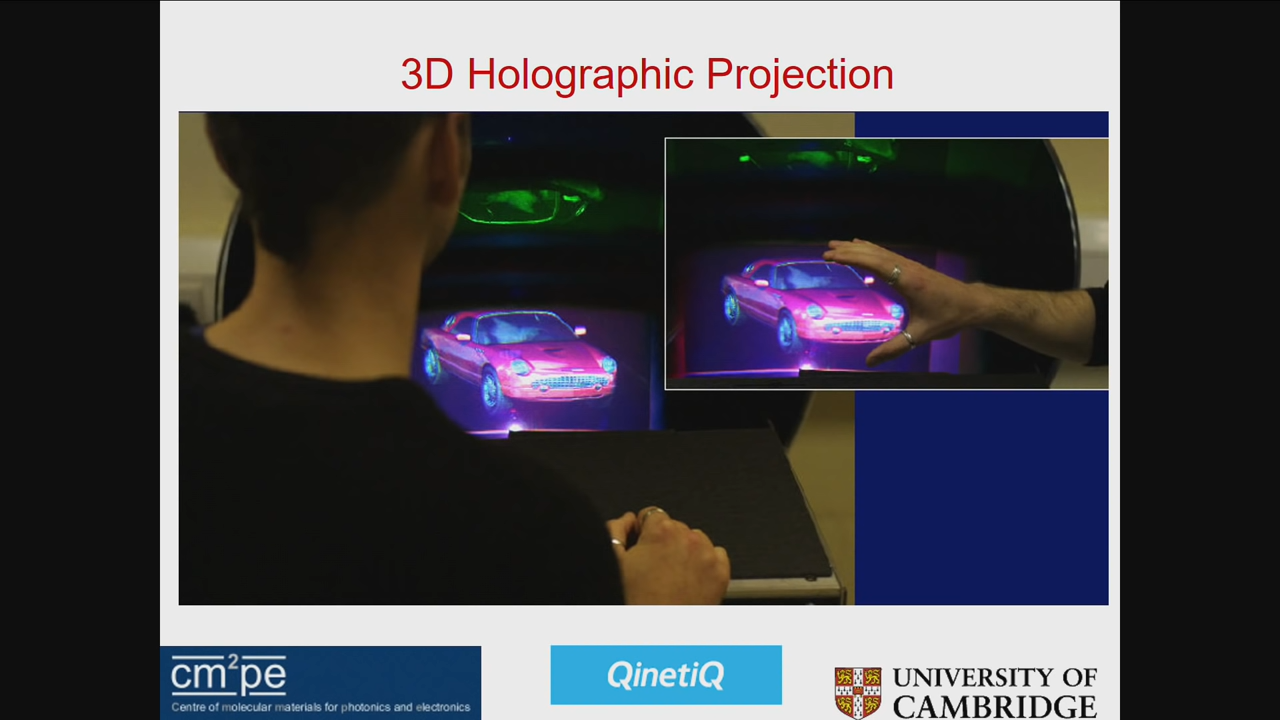 3D Holographic Projection
cm²pe
Centre of molecular materials for photonics and electronics
QinetiQ
UNIVERSITY OF
CAMBRIDGE